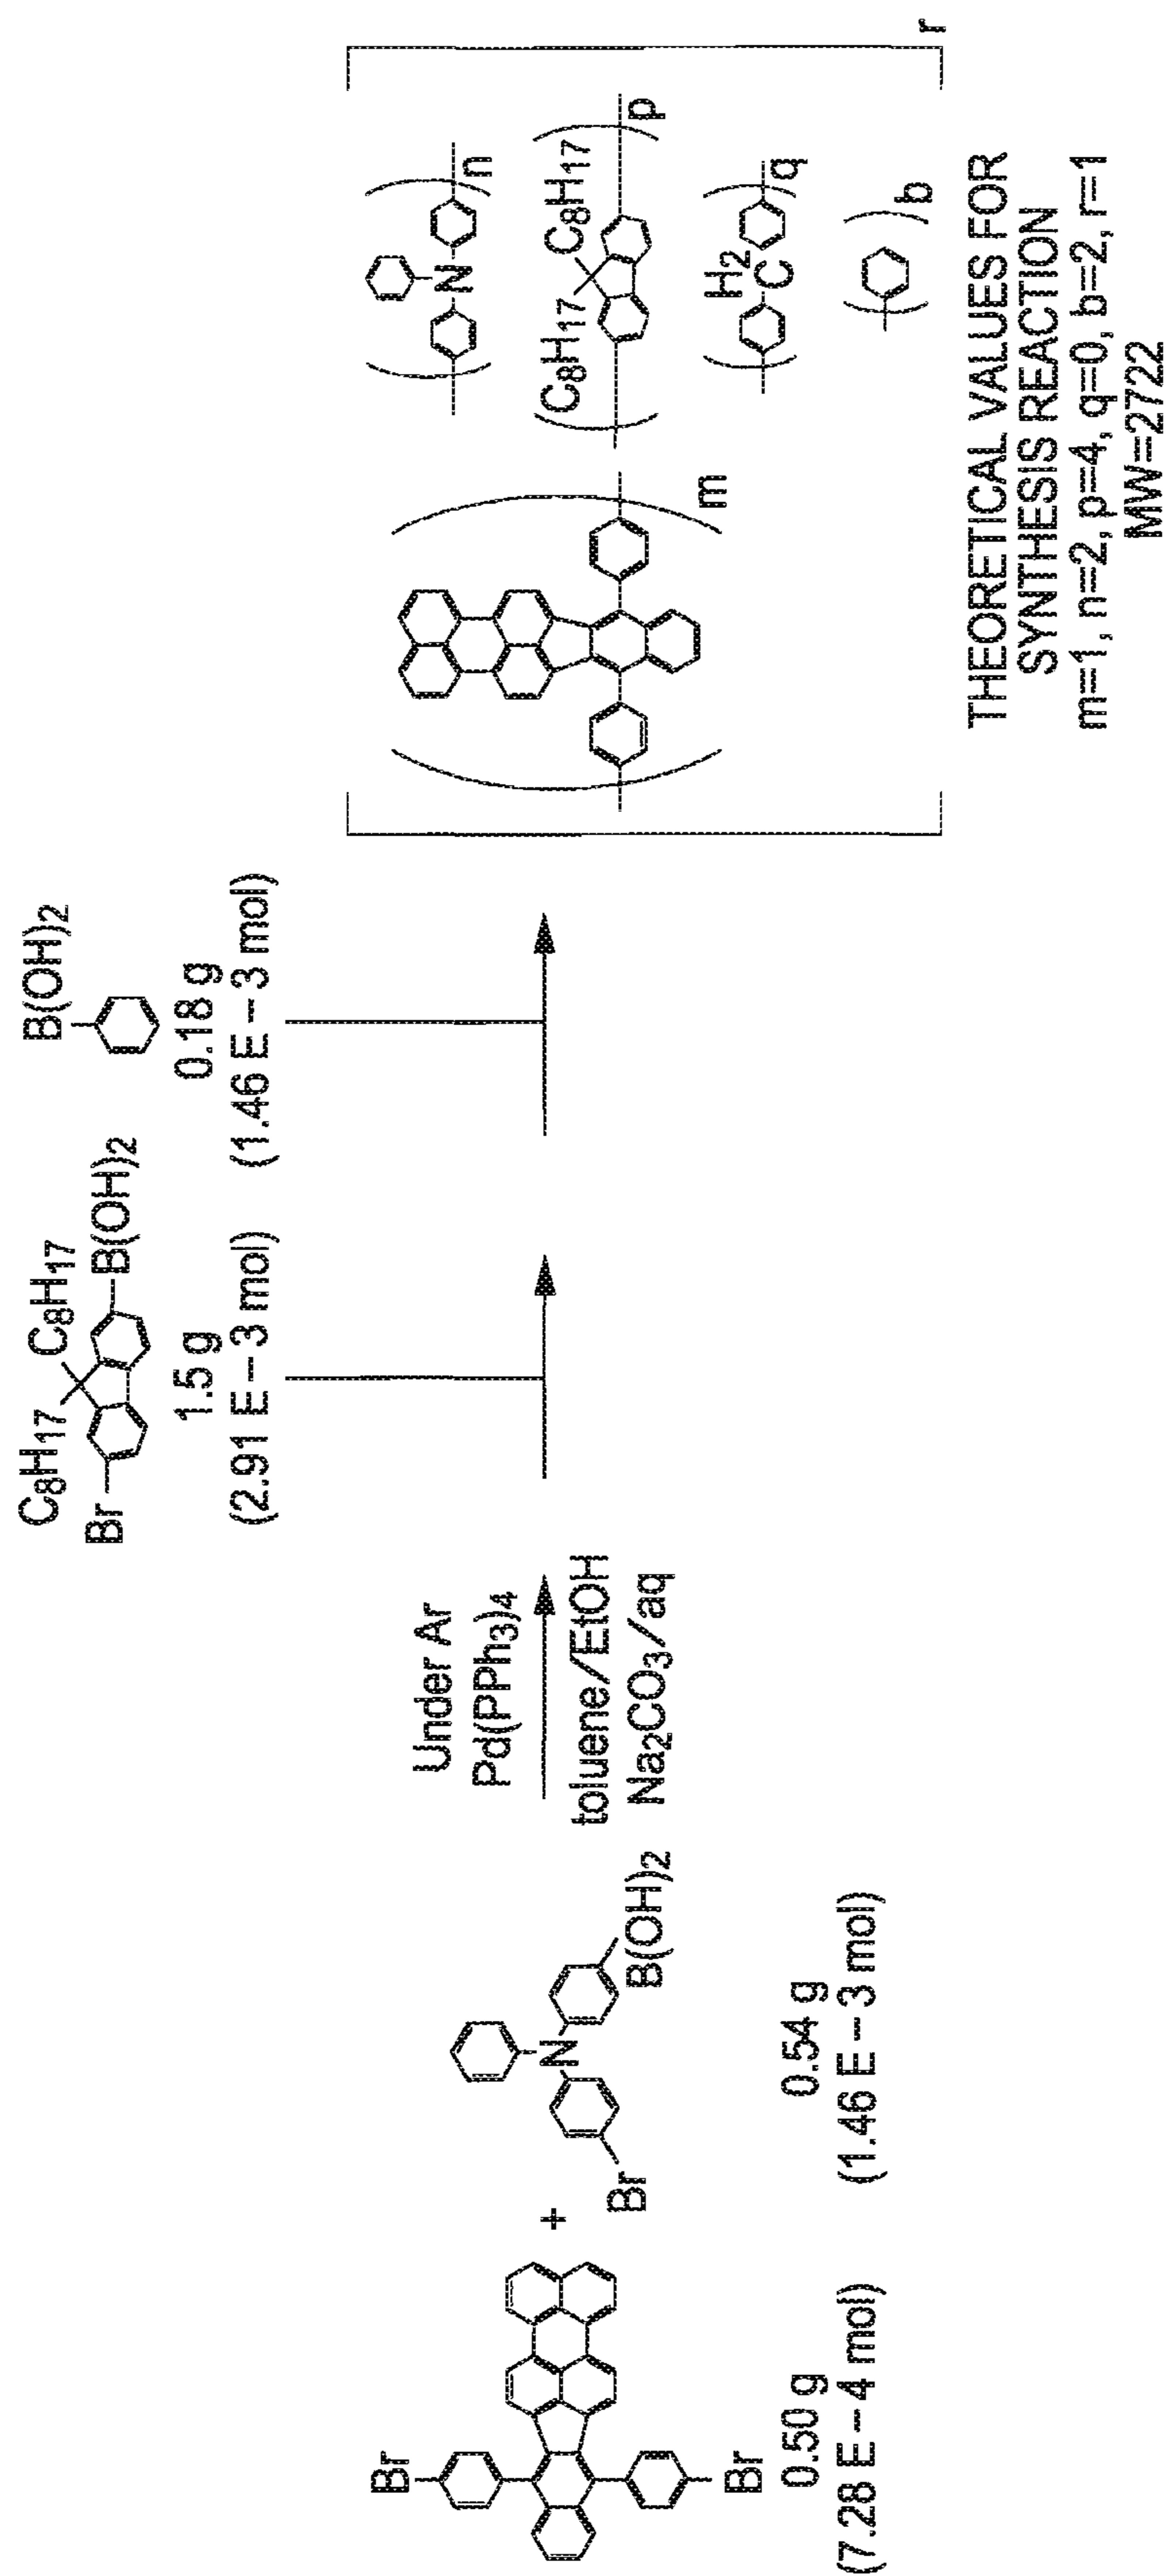 Br
Br
0.50 g
(7.28 E – 4 mol)
+
Br
N
B(OH)2
0.54 g
(1.46 E – 3 mol)
Under Ar
Pd(PPh3)4
toluene/EtOH
Na2CO3/aq
C8H17
C8H17
Br
B(OH)2
1.5 g
(2.91 E – 3 mol)
B(OH)2
0.18 g
(1.46 E – 3 mol)
m
N
n
C8H17
C8H17
p
H2
C
q
b
r
THEORETICAL VALUES FOR
SYNTHESIS REACTION
m=1, n=2, p=4, q=0, b=2, r=1
MW=2722